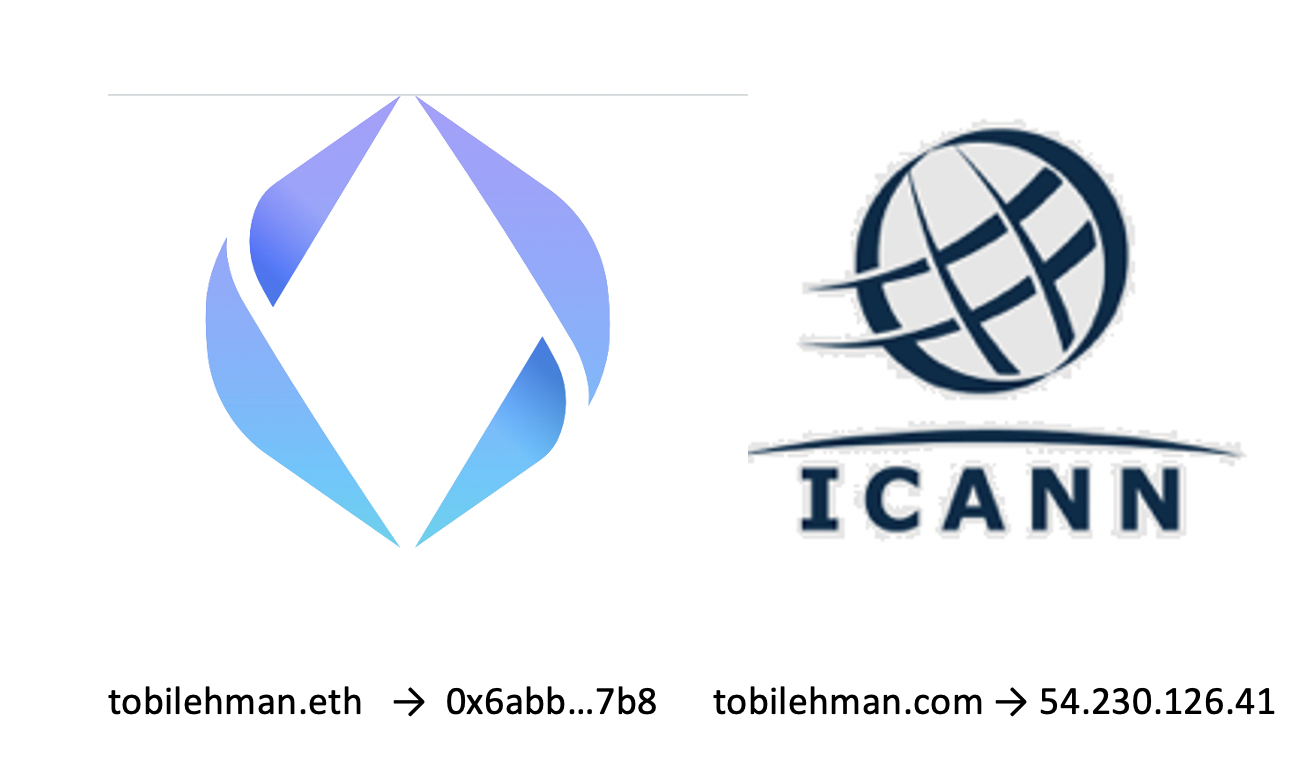 ICANN
tobilehman.eth → 0x6abb...7b8
tobilehman.com → 54.230.126.41